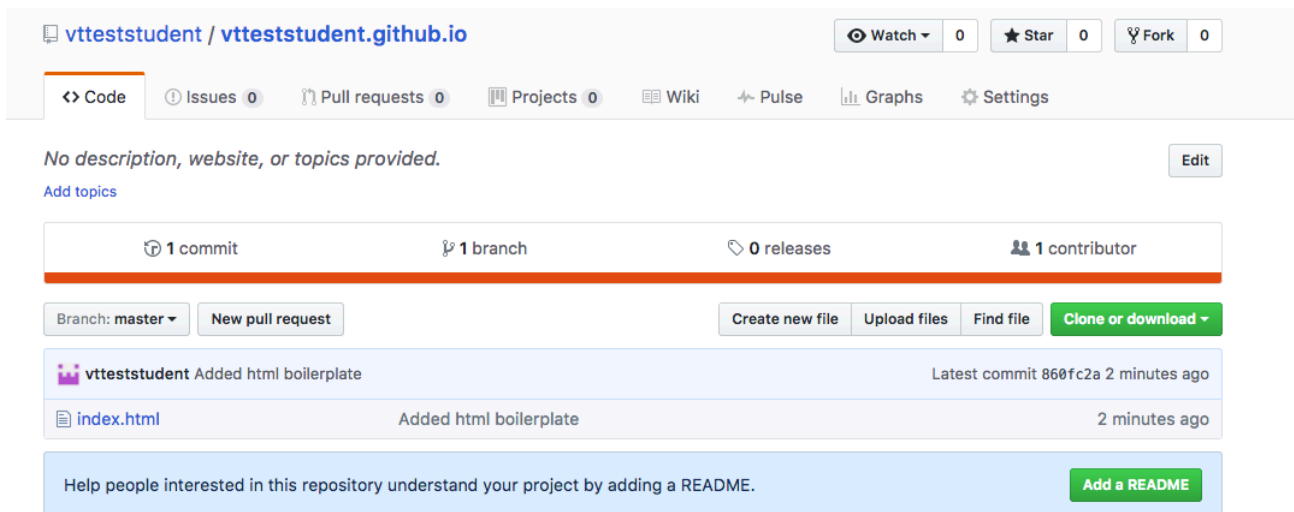 vtteststudent / vtteststudent.github.io Watch 0 Star 0 Fork 0
Code Issues 0 Pull requests 0 Projects 0 Wiki Pulse Graphs Settings
No description, website, or topics provided. Edit
Add topics
1 commit 1 branch 0 releases 1 contributor
Branch: master New pull request Create new file Upload files Find file Clone or download
vtteststudent Added html boilerplate Latest commit 860fc2a 2 minutes ago
index.html Added html boilerplate 2 minutes ago
Help people interested in this repository understand your project by adding a README. Add a README